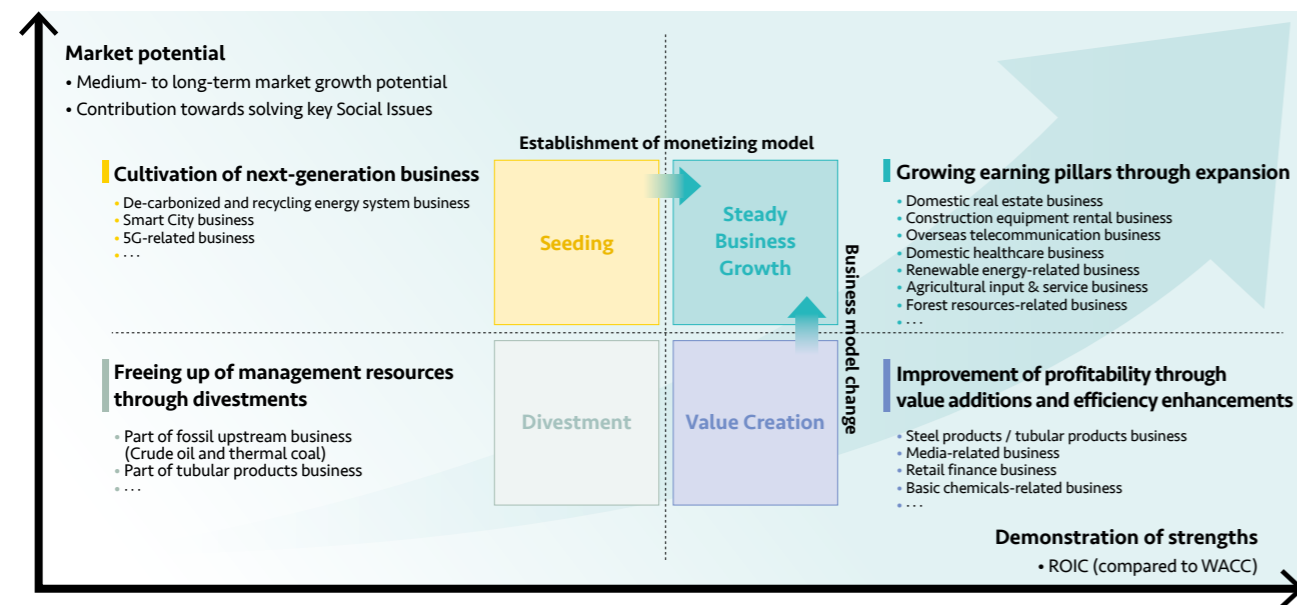 Market potential
• Medium- to long-term market growth potential
• Contribution towards solving key Social Issues
Establishment of monetizing model
Cultivation of next-generation business
• De-carbonized and recycling energy system business
• Smart City business
• 5G-related business
• ...
Seeding
Steady
Business
Growth
Business model change
Growing earning pillars through expansion
• Domestic real estate business
• Construction equipment rental business
• Overseas telecommunication business
• Domestic healthcare business
• Renewable energy-related business
• Agricultural input & service business
• Forest resources-related business
• ...
Freeing up of management resources
through divestments
• Part of fossil upstream business
(Crude oil and thermal coal)
• Part of tubular products business
• ...
Divestment
Value Creation
Improvement of profitability through
value additions and efficiency enhancements
• Steel products / tubular products business
• Media-related business
• Retail finance business
• Basic chemicals-related business
• ...
Demonstration of strengths
• ROIC (compared to WACC)